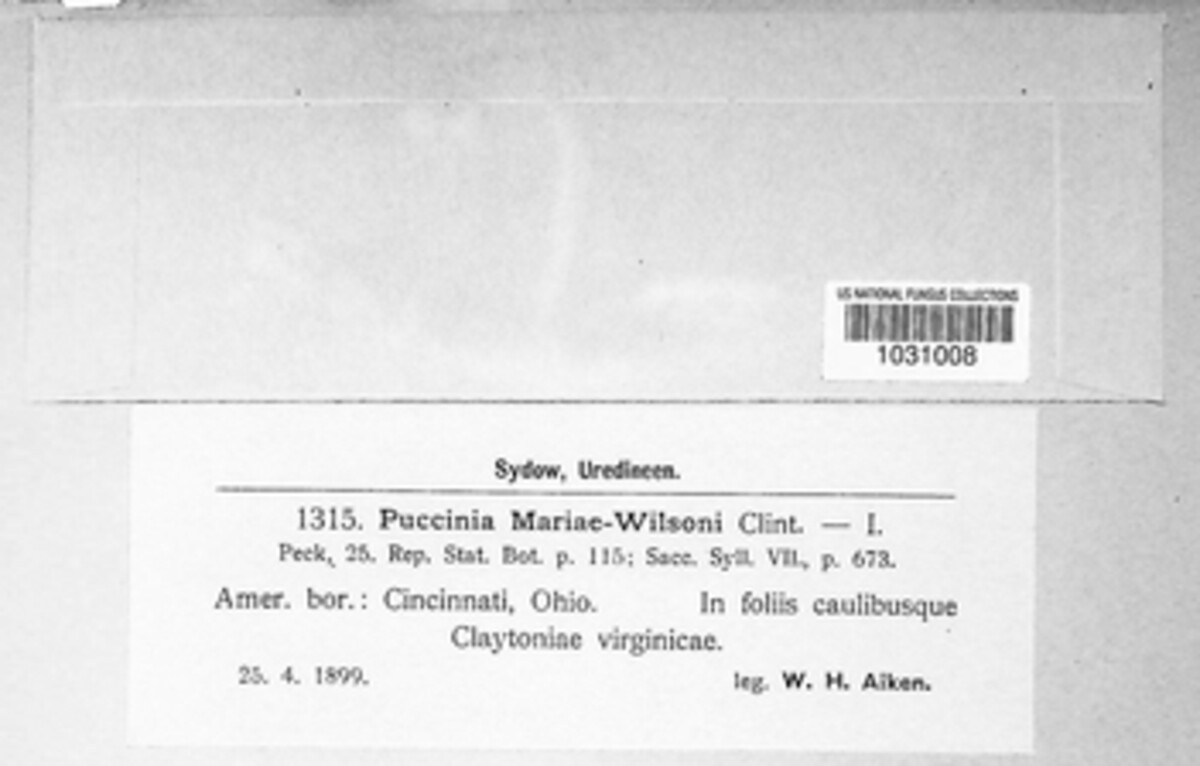 US NATIONAL FUNGUS COLLECTIONS
1031008
Sydow, Uredineen.
1315. Puccinia Mariae-Wilsoni Clint. — I.
Peck, 25. Rep. Stat. Bot. p. 115; Sacc. Syll. VII., p. 673.
Amer. bor.: Cincinnati, Ohio. In foliis caulibusque
Claytoniae virginicae.
25. 4. 1899. leg. W. H. Aiken.